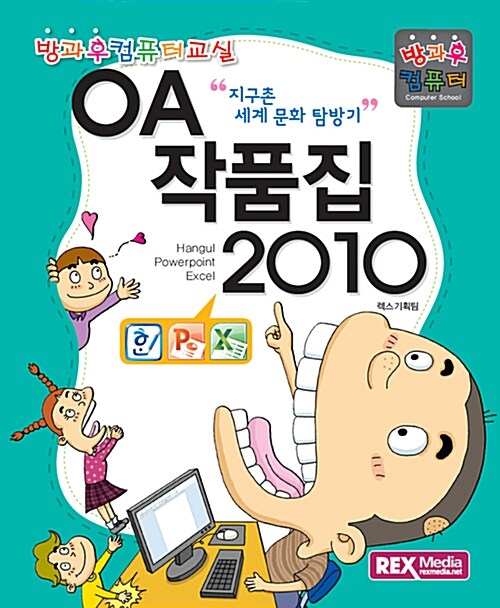 방과후컴퓨터교실
방과후
컴퓨터
Computer School
OA
“지구촌
세계 문화 탐방기”
작품집
Hangul
Powerpoint
Excel
2010
렉스기획팀
한 P X
REX Media
rexmedia.net